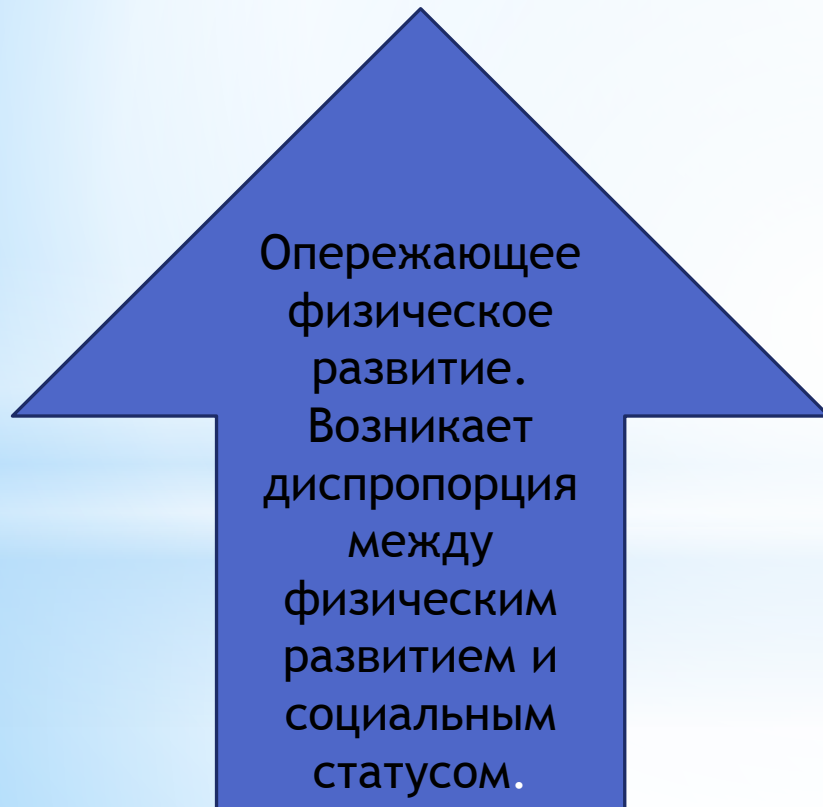 Опережающее
физическое
развитие.
Возникает
диспропорция
между
физическим
развитием и
социальным
статусом.